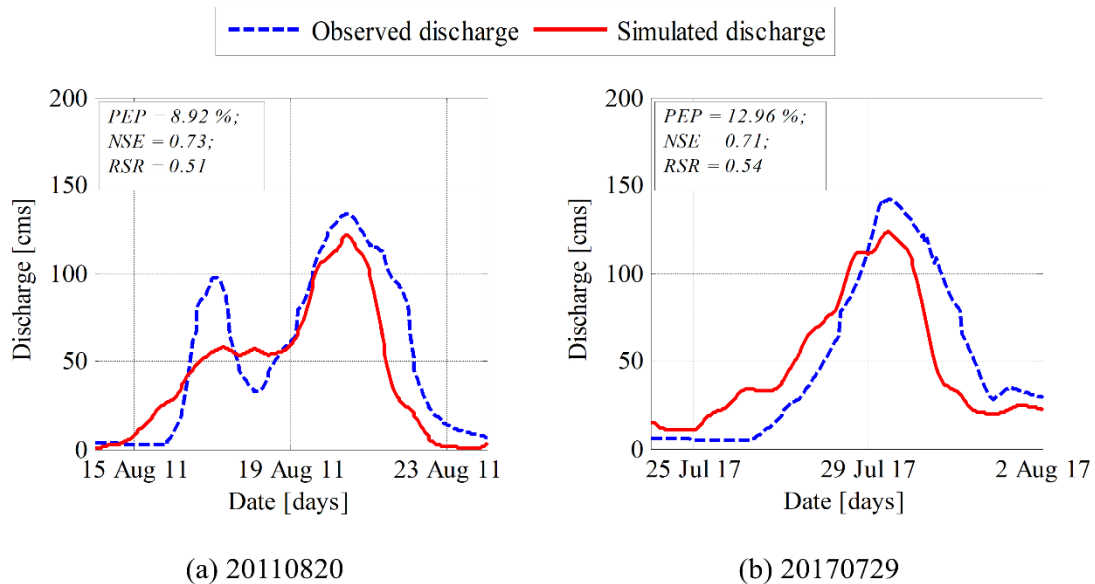 Observed discharge Simulated discharge
PEP = 8.92 %;
NSE = 0.73;
RSR = 0.51
200
150
100
50
0
Discharge [cms]
15 Aug 11 19 Aug 11 23 Aug 11
Date [days]
(a) 20110820
PEP = 12.96 %;
NSE 0.71;
RSR = 0.54
200
150
100
50
0
Discharge [cms]
25 Jul 17 29 Jul 17 2 Aug 17
Date [days]
(b) 20170729